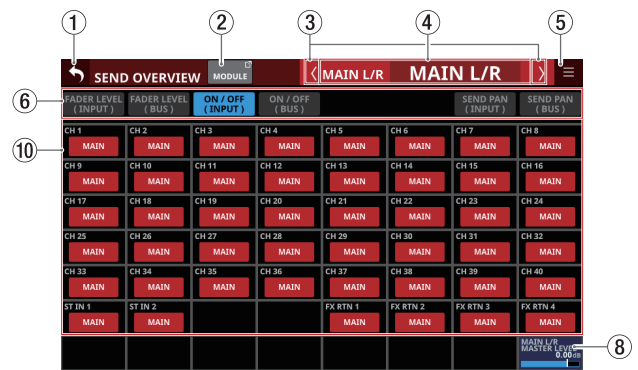 ① ② ③ ④ ⑤
SEND OVERVIEW MODULE MAIN L/R MAIN L/R
⑥
FADER LEVEL FADER LEVEL ON / OFF ON / OFF SEND PAN SEND PAN
( INPUT ) ( BUS ) ( INPUT ) ( BUS ) ( INPUT ) ( BUS )
⑩
CH 1 CH 2 CH 3 CH 4 CH 5 CH 6 CH 7 CH 8
MAIN MAIN MAIN MAIN MAIN MAIN MAIN MAIN
CH 9 CH 10 CH 11 CH 12 CH 13 CH 14 CH 15 CH 16
MAIN MAIN MAIN MAIN MAIN MAIN MAIN MAIN
CH 17 CH 18 CH 19 CH 20 CH 21 CH 22 CH 23 CH 24
MAIN MAIN MAIN MAIN MAIN MAIN MAIN MAIN
CH 25 CH 26 CH 27 CH 28 CH 29 CH 30 CH 31 CH 32
MAIN MAIN MAIN MAIN MAIN MAIN MAIN MAIN
CH 33 CH 34 CH 35 CH 36 CH 37 CH 38 CH 39 CH 40
MAIN MAIN MAIN MAIN MAIN MAIN MAIN MAIN
ST IN 1 ST IN 2 FX RTN 1 FX RTN 2 FX RTN 3 FX RTN 4
MAIN MAIN MAIN MAIN MAIN MAIN
MAIN L/R
MASTER LEVEL
0.00dB
⑧